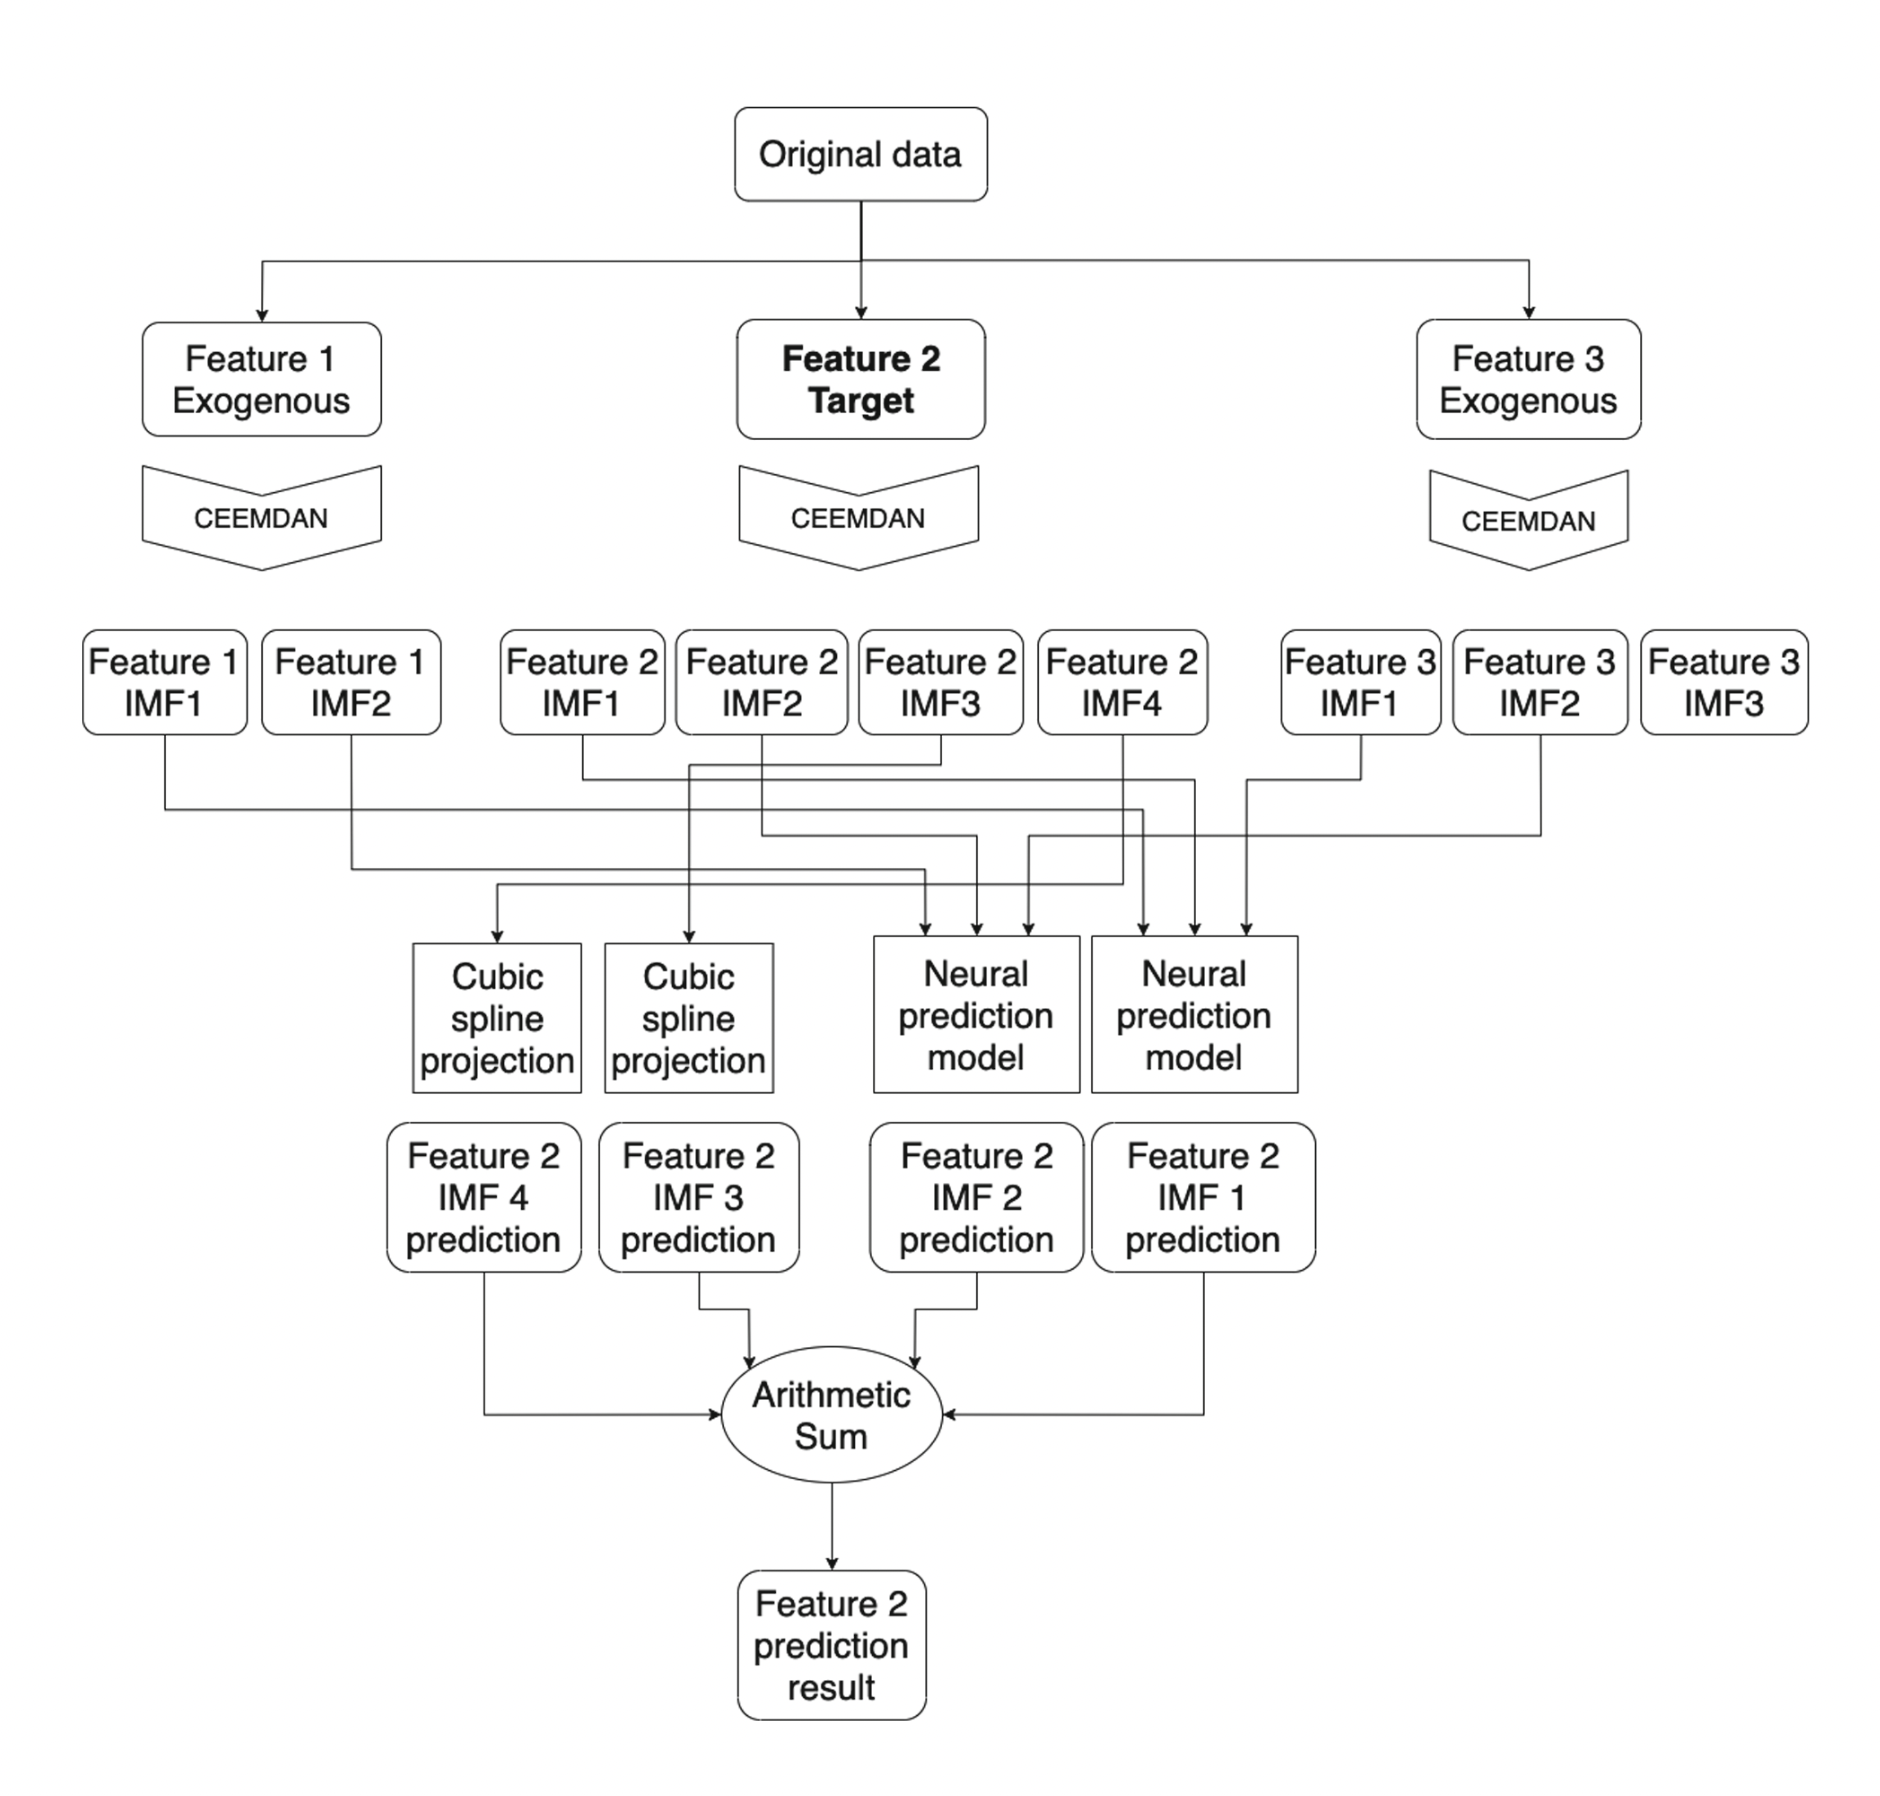 Original data
Feature 1
Exogenous
Feature 2
Target
Feature 3
Exogenous
CEEMDAN
CEEMDAN
CEEMDAN
Feature 1
IMF1
Feature 1
IMF2
Feature 2
IMF1
Feature 2
IMF2
Feature 2
IMF3
Feature 2
IMF4
Feature 3
IMF1
Feature 3
IMF2
Feature 3
IMF3
Cubic
spline
projection
Cubic
spline
projection
Neural
prediction
model
Neural
prediction
model
Feature 2
IMF 4
prediction
Feature 2
IMF 3
prediction
Feature 2
IMF 2
prediction
Feature 2
IMF 1
prediction
Arithmetic
Sum
Feature 2
prediction
result